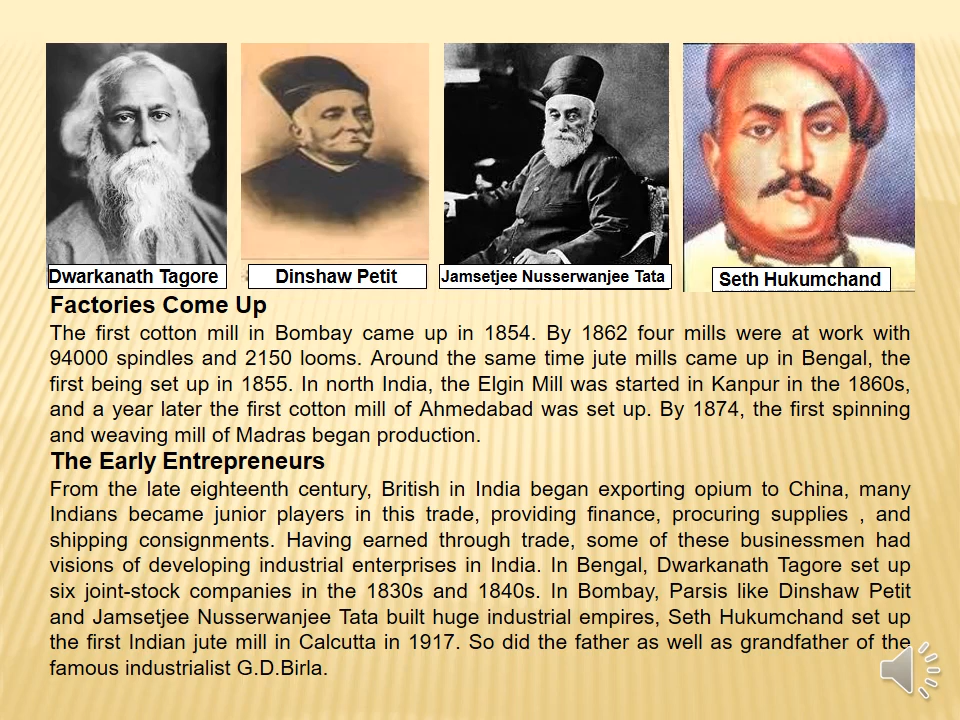 Dwarkanath Tagore
Dinshaw Petit
Jamsetjee Nusserwanjee Tata
Seth Hukumchand
Factories Come Up
The first cotton mill in Bombay came up in 1854. By 1862 four mills were at work with
94000 spindles and 2150 looms. Around the same time jute mills came up in Bengal, the
first being set up in 1855. In north India, the Elgin Mill was started in Kanpur in the 1860s,
and a year later the first cotton mill of Ahmedabad was set up. By 1874, the first spinning
and weaving mill of Madras began production.
The Early Entrepreneurs
From the late eighteenth century, British in India began exporting opium to China, many
Indians became junior players in this trade, providing finance, procuring supplies , and
shipping consignments. Having earned through trade, some of these businessmen had
visions of developing industrial enterprises in India. In Bengal, Dwarkanath Tagore set up
six joint-stock companies in the 1830s and 1840s. In Bombay, Parsis like Dinshaw Petit
and Jamsetjee Nusserwanjee Tata built huge industrial empires, Seth Hukumchand set up
the first Indian jute mill in Calcutta in 1917. So did the father as well as grandfather of the
famous industrialist G.D.Birla.